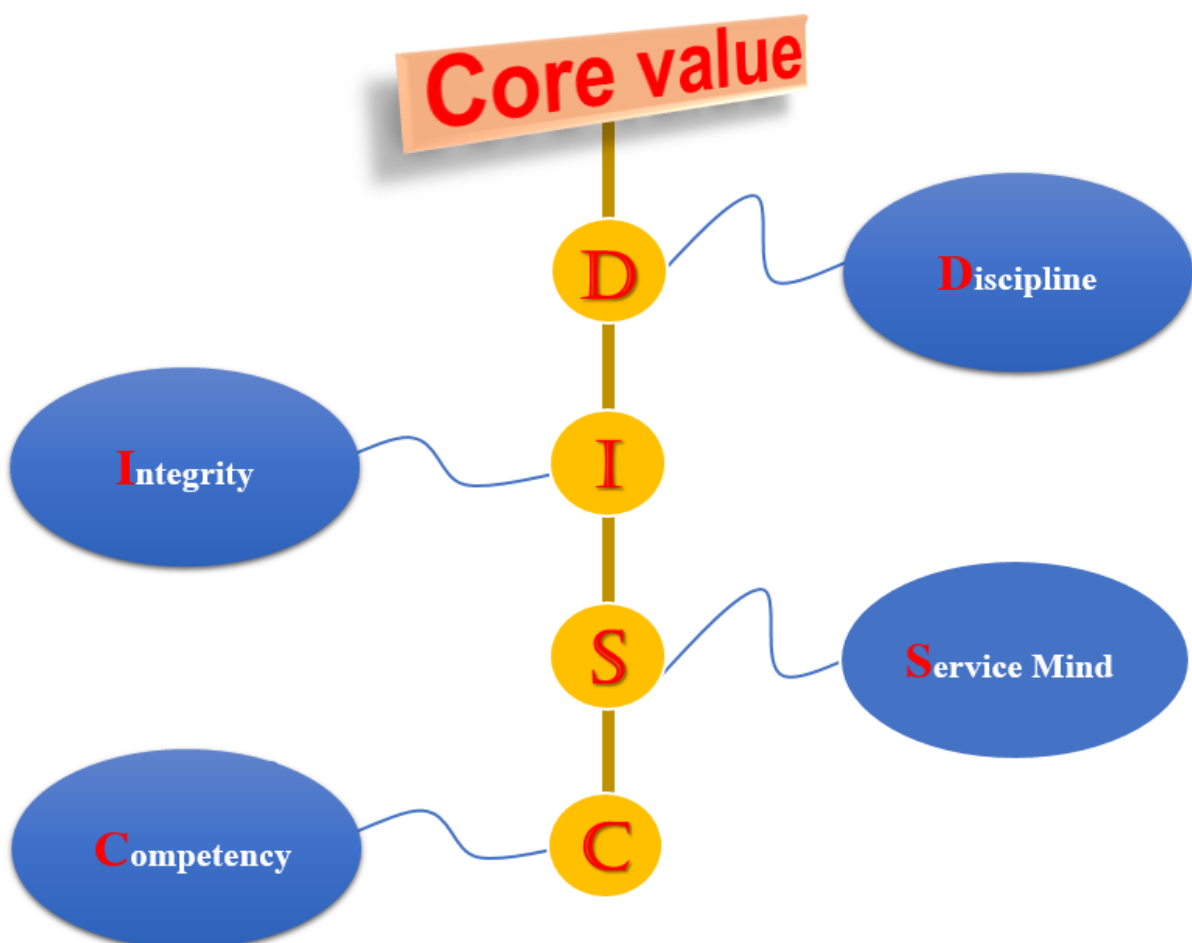 Core value
D
Discipline
I
Integrity
S
Service Mind
C
Competency